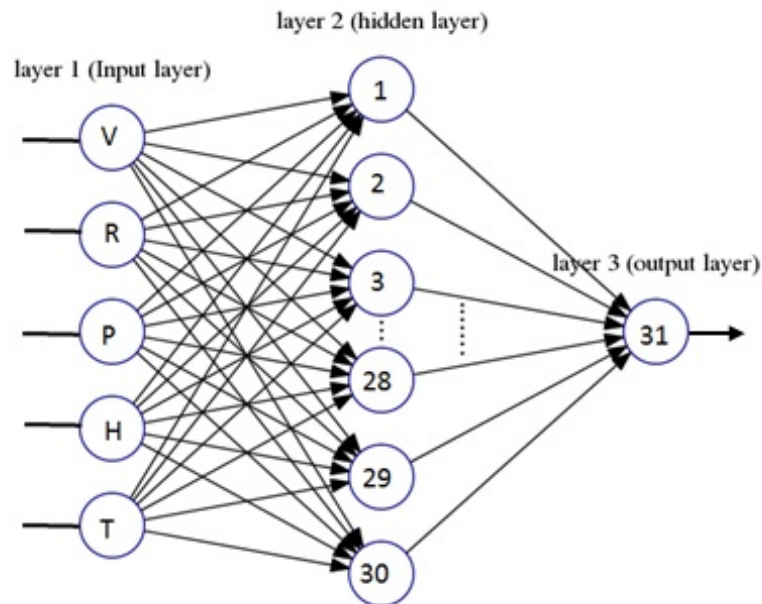 layer 2 (hidden layer)
layer 1 (Input layer)
V
R
P
H
T
1
2
3
28
29
30
layer 3 (output layer)
31